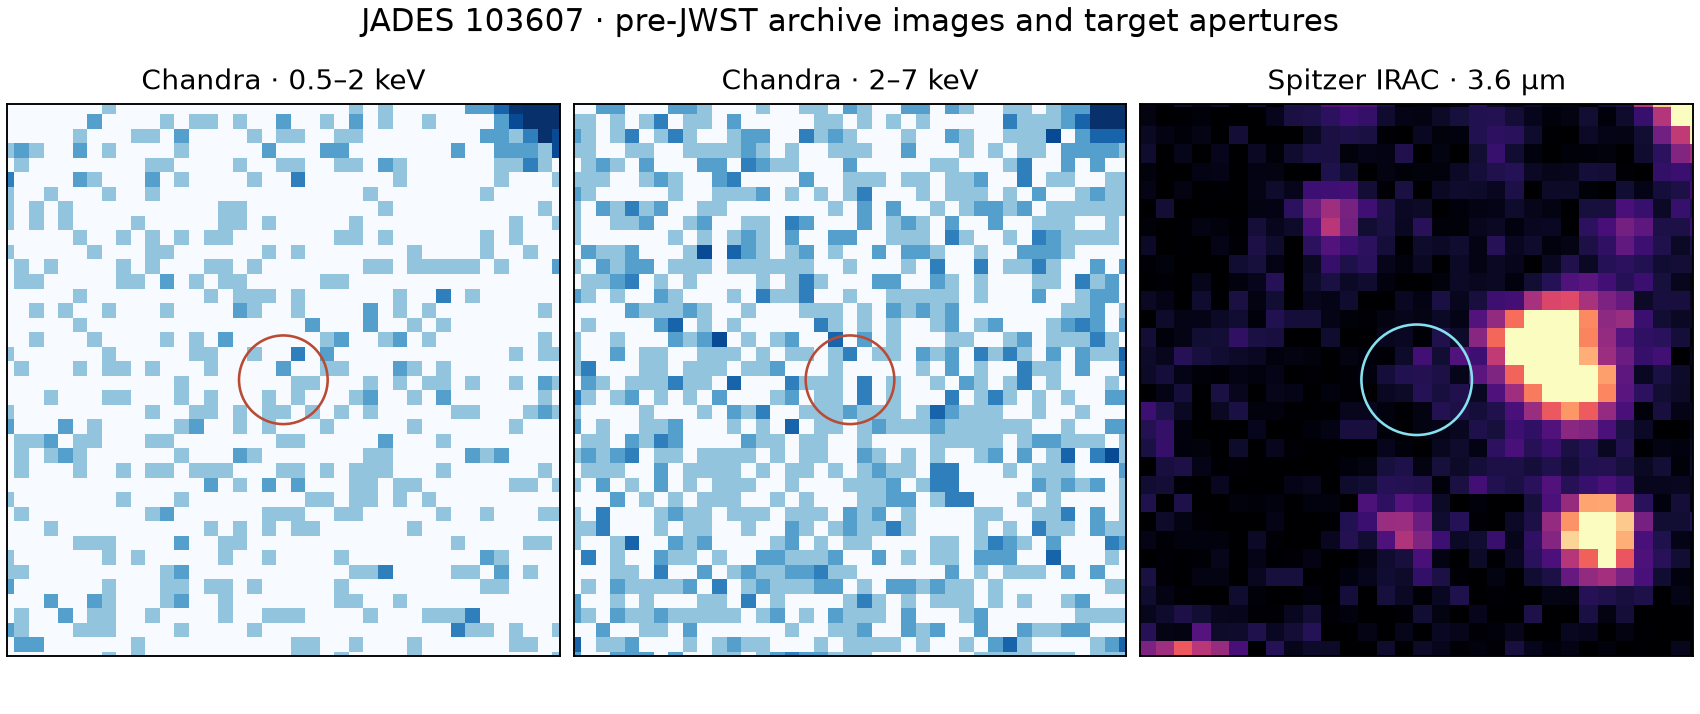 JADES 103607 · pre-JWST archive images and target apertures
Chandra · 0.5–2 keV
Chandra · 2–7 keV
Spitzer IRAC · 3.6 μm